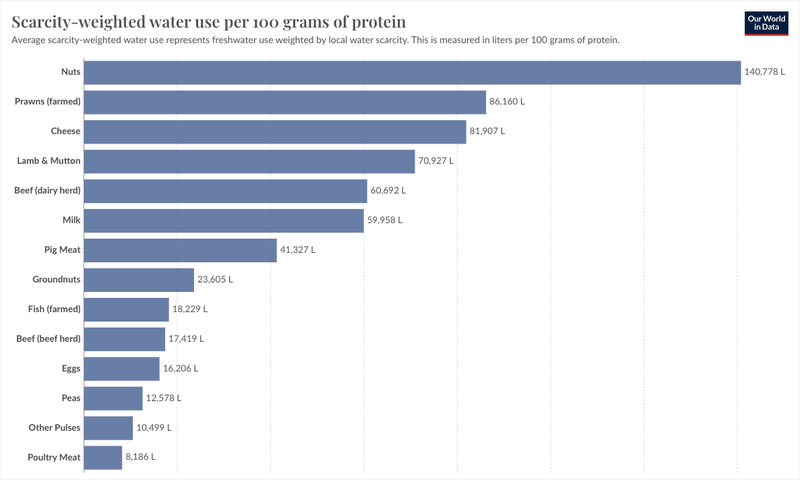 Scarcity-weighted water use per 100 grams of protein
Our World
in Data
Average scarcity-weighted water use represents freshwater use weighted by local water scarcity. This is measured in liters per 100 grams of protein.
Nuts 140,778 L
Prawns (farmed) 86,160 L
Cheese 81,907 L
Lamb & Mutton 70,927 L
Beef (dairy herd) 60,692 L
Milk 59,958 L
Pig Meat 41,327 L
Groundnuts 23,605 L
Fish (farmed) 18,229 L
Beef (beef herd) 17,419 L
Eggs 16,206 L
Peas 12,578 L
Other Pulses 10,499 L
Poultry Meat 8,186 L